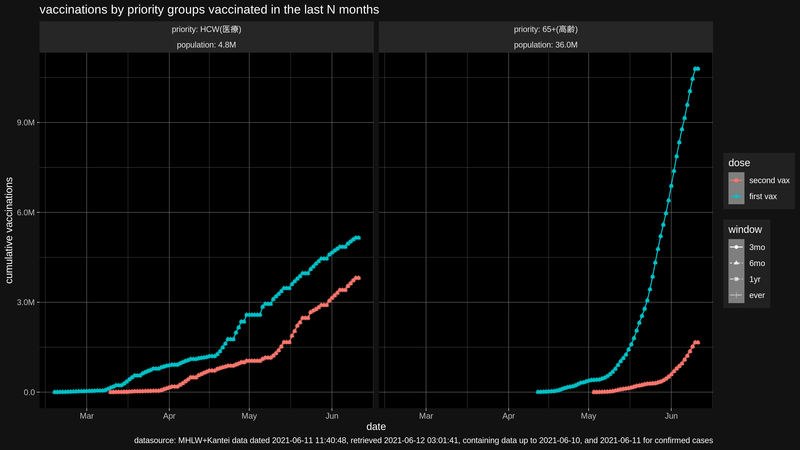 vaccinations by priority groups vaccinated in the last N months
priority: HCW(医療)
population: 4.8M
priority: 65+(高齢)
population: 36.0M
cumulative vaccinations
9.0M
6.0M
3.0M
0.0
Mar
Apr
May
Jun
Mar
Apr
May
Jun
date
dose
second vax
first vax
window
3mo
6mo
1yr
ever
datasource: MHLW+Kantei data dated 2021-06-11 11:40:48, retrieved 2021-06-12 03:01:41, containing data up to 2021-06-10, and 2021-06-11 for confirmed cases